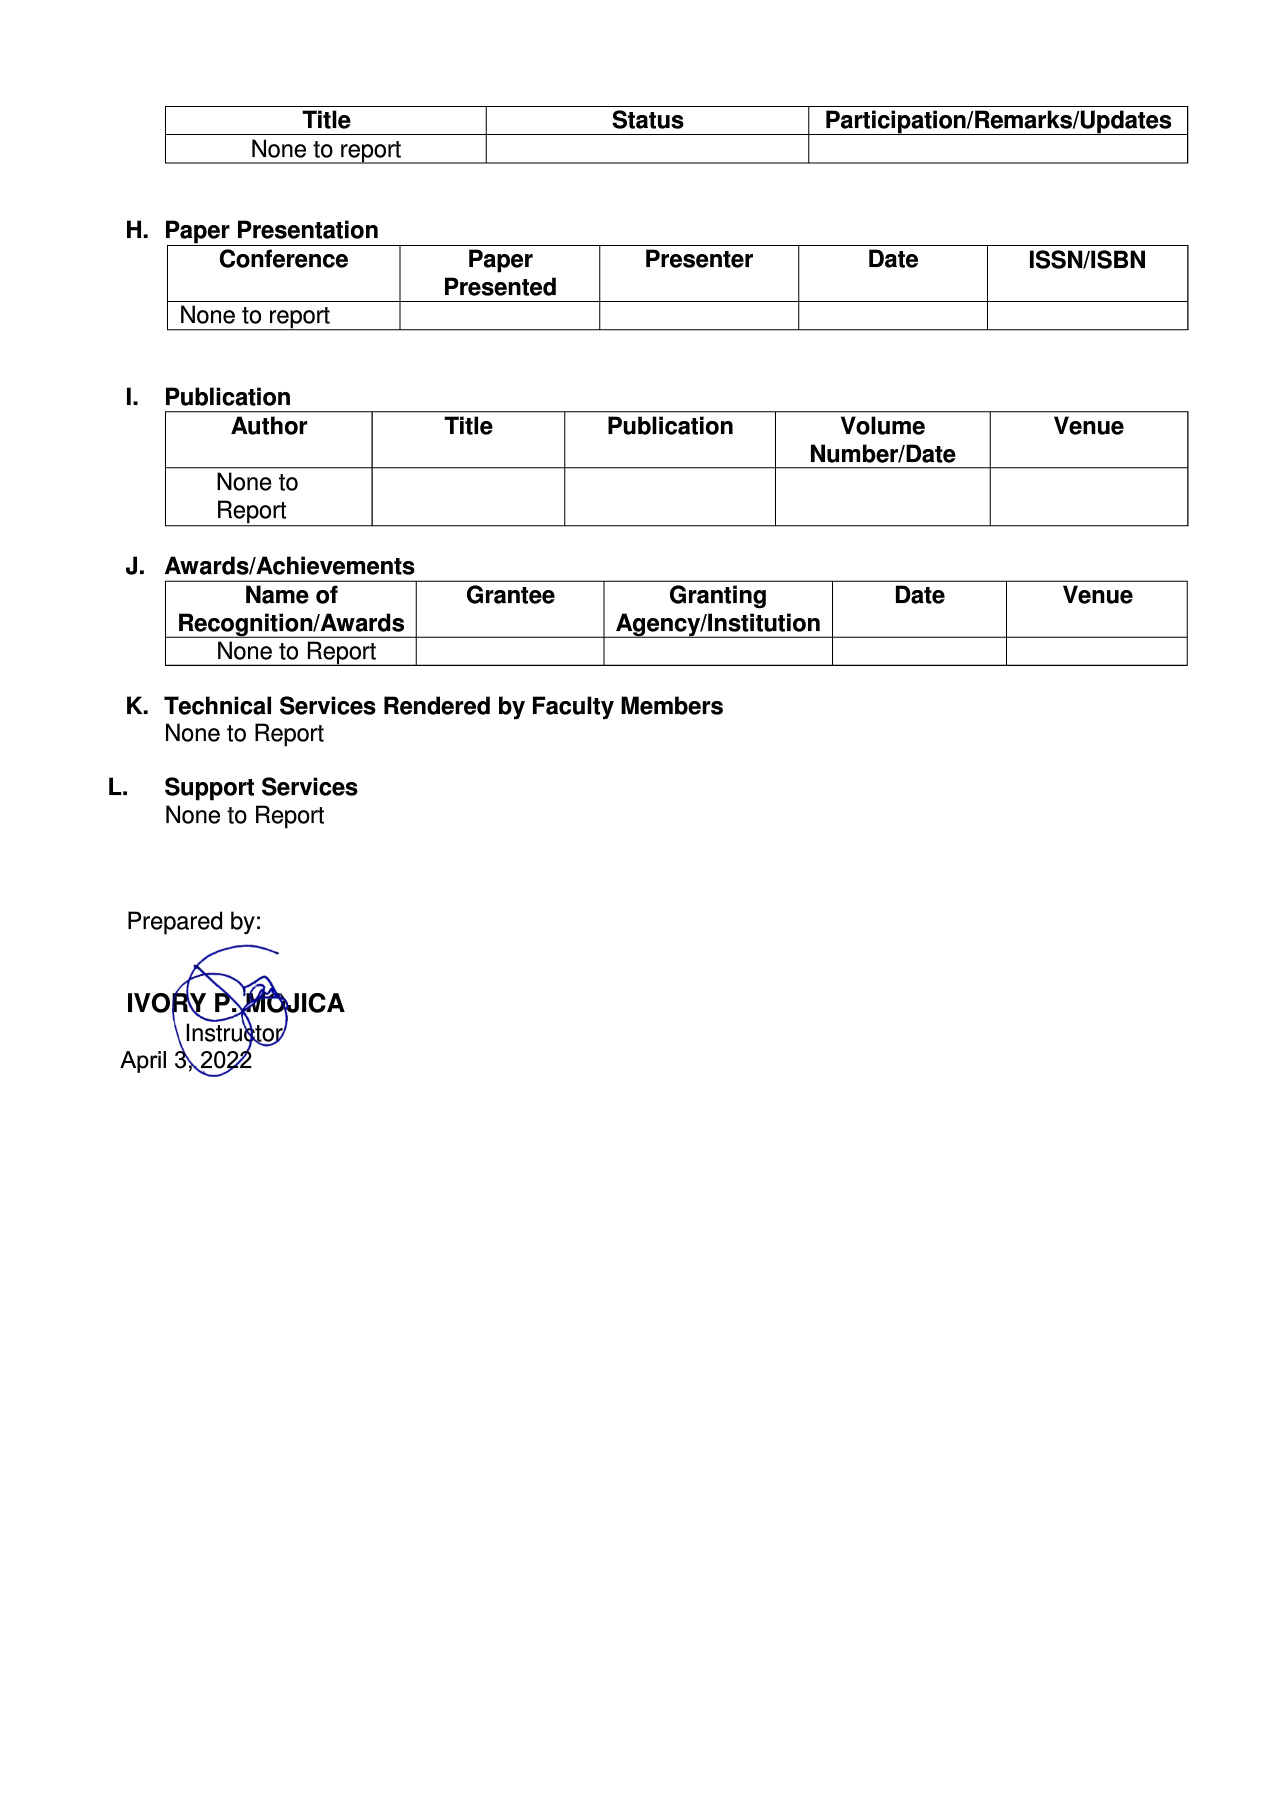 Title Status Participation/Remarks/Updates
None to report
H. Paper Presentation
Conference Paper Presented Presenter Date ISSN/ISBN
None to report
I. Publication
Author Title Publication Volume Number/Date Venue
None to
Report
J. Awards/Achievements
Name of Recognition/Awards Grantee Granting Agency/Institution Date Venue
None to Report
K. Technical Services Rendered by Faculty Members
None to Report
L. Support Services
None to Report
Prepared by:
IVORY P. MOJICA
Instructor
April 3, 2022